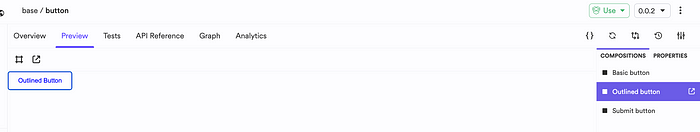 base / button
Use
0.0.2
Overview
Preview
Tests
API Reference
Graph
Analytics
COMPOSITIONS
PROPERTIES
Outlined Button
Basic button
Outlined button
Submit button